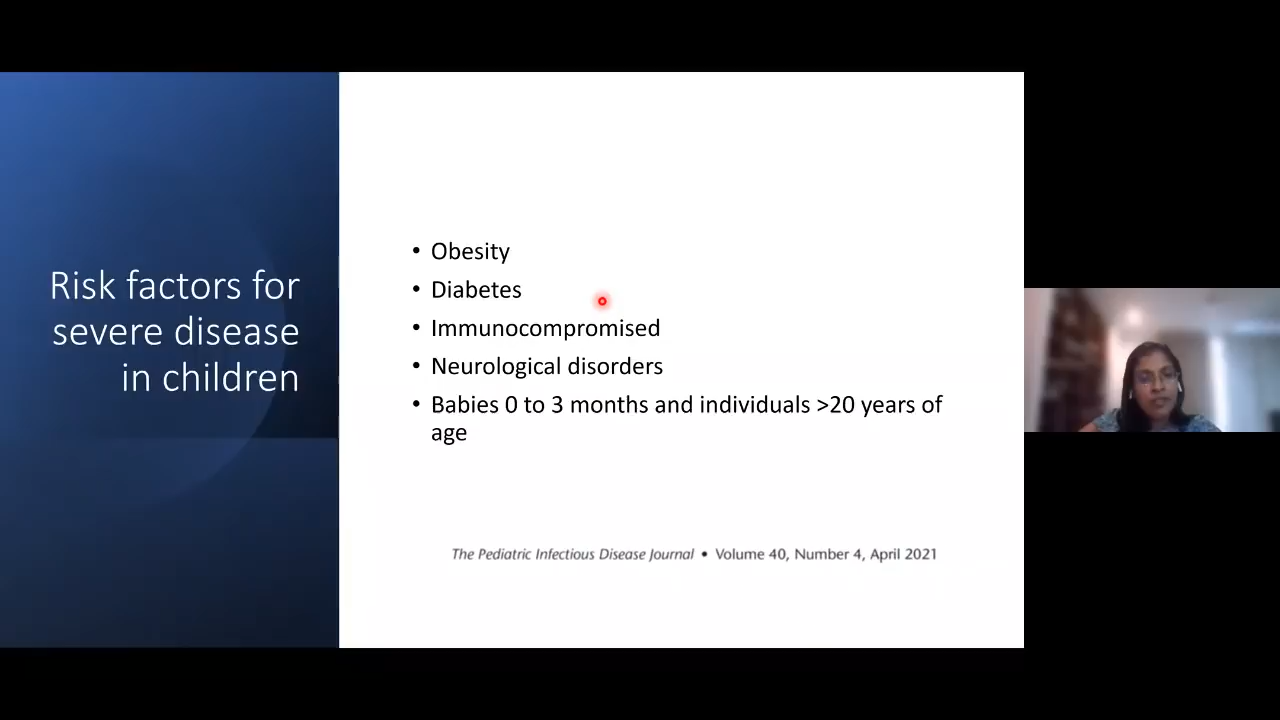 Risk factors for
severe disease
in children
• Obesity
• Diabetes
• Immunocompromised
• Neurological disorders
• Babies 0 to 3 months and individuals >20 years of
age
The Pediatric Infectious Disease Journal • Volume 40, Number 4, April 2021